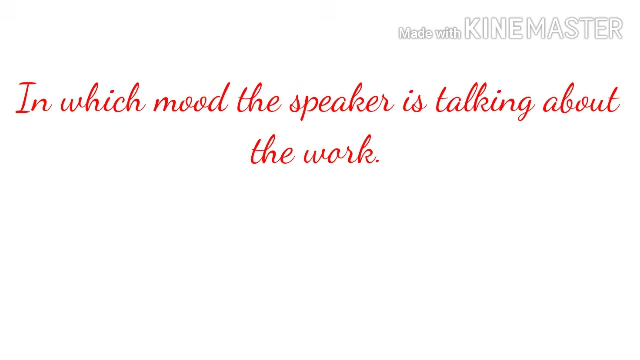 Made with KINEMASTER
In which mood the speaker is talking about
the work.